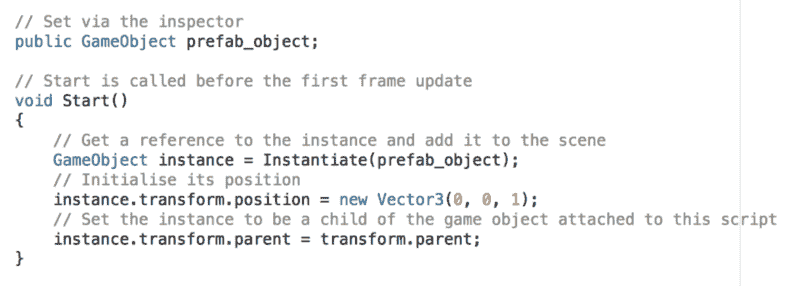 // Set via the inspector
public GameObject prefab_object;
// Start is called before the first frame update
void Start()
{
// Get a reference to the instance and add it to the scene
GameObject instance = Instantiate(prefab_object);
// Initialise its position
instance.transform.position = new Vector3(0, 0, 1);
// Set the instance to be a child of the game object attached to this script
instance.transform.parent = transform.parent;
}